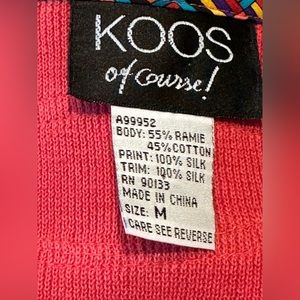 KOOS
of course!
A99952
BODY: 55% RAMIE
45% COTTON
PRINT: 100% SILK
TRIM: 100% SILK
RN 90133
MADE IN CHINA
SIZE: M
CARE SEE REVERSE